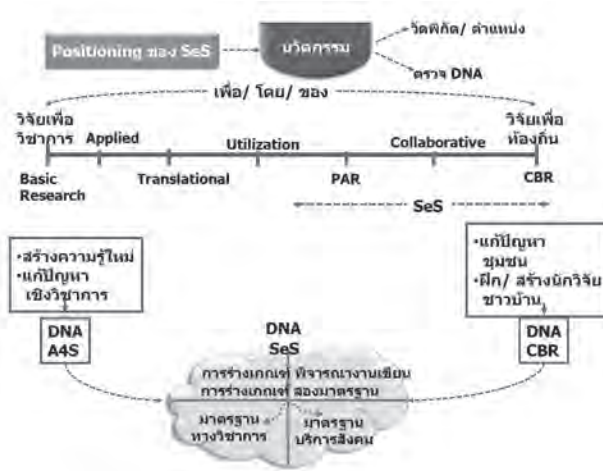 วัดพิกัด/ ตำแหน่ง
Positioning ของ SeS
นวัตกรรม
ตรวจ DNA
เพื่อ/ โดย/ ของ
วิจัยเพื่อ
วิชาการ
วิจัยเพื่อ
ท้องถิ่น
Applied
Utilization
Collaborative
Basic
Research
Translational
PAR
CBR
SeS
•สร้างความรู้ใหม่
•แก้ปัญหา
เชิงวิชาการ
•แก้ปัญหา
ชุมชน
•ฝึก/ สร้างนักวิจัย
ชาวบ้าน
DNA
A4S
DNA
SeS
DNA
CBR
การร่างเกณฑ์ พิจารณางานเขียน
การร่างเกณฑ์ สองมาตรฐาน
มาตรฐาน
ทางวิชาการ
มาตรฐาน
บริการสังคม